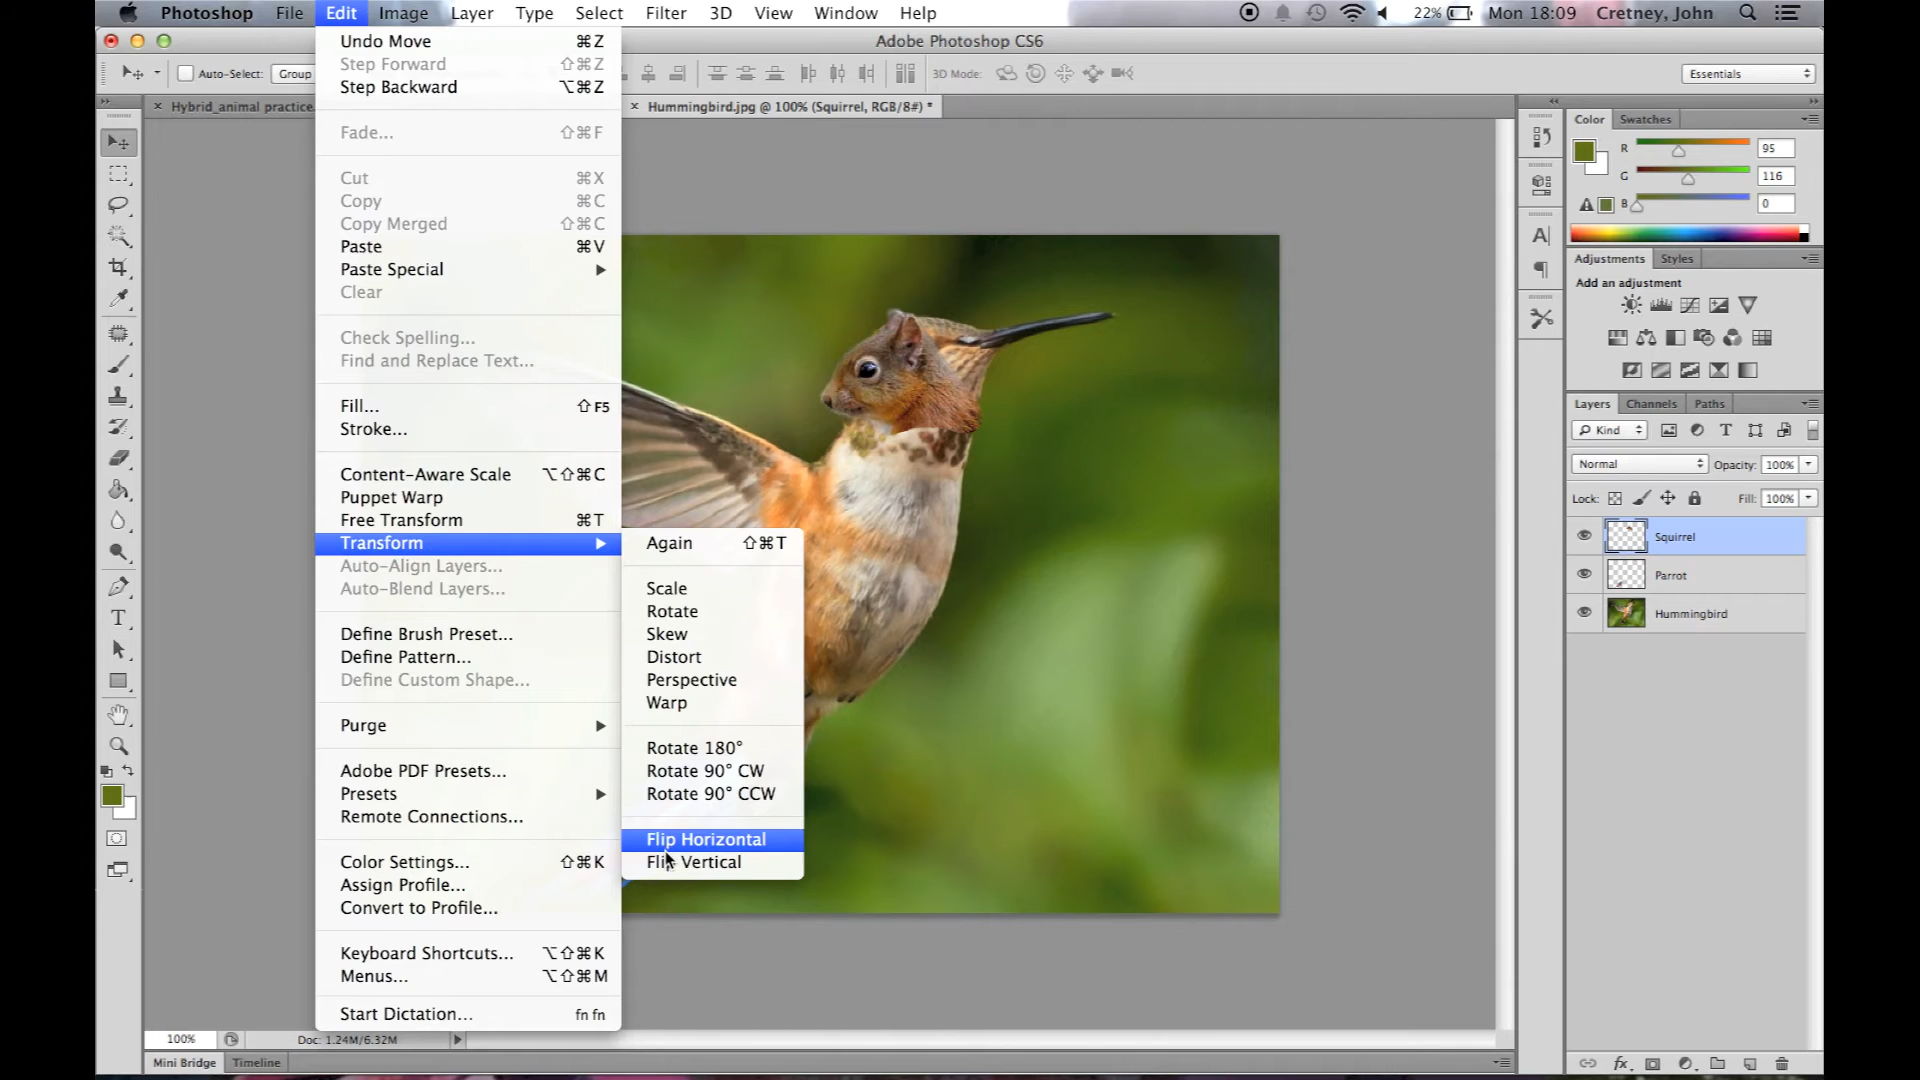 Photoshop File Edit Image Layer Type Select Filter 3D View Window Help 22% Mon 18:09 Cretney, John
Adobe Photoshop CS6
Auto-Select: Group 3D Mode: Essentials
Hybrid_animal practice. Hummingbird.jpg @ 100% (Squirrel, RGB/8#) *
Undo Move ⌘Z
Step Forward ⇧⌘Z
Step Backward ⌥⌘Z
Fade... ⇧⌘F
Cut ⌘X
Copy ⌘C
Copy Merged ⇧⌘C
Paste ⌘V
Paste Special
Clear
Check Spelling...
Find and Replace Text...
Fill... ⇧F5
Stroke...
Content-Aware Scale ⌥⇧⌘C
Puppet Warp
Free Transform ⌘T
Transform
Auto-Align Layers...
Auto-Blend Layers...
Define Brush Preset...
Define Pattern...
Define Custom Shape...
Purge
Adobe PDF Presets...
Presets
Remote Connections...
Color Settings... ⇧⌘K
Assign Profile...
Convert to Profile...
Keyboard Shortcuts... ⌥⇧⌘K
Menus... ⌥⇧⌘M
Start Dictation... fn fn
Again ⇧⌘T
Scale
Rotate
Skew
Distort
Perspective
Warp
Rotate 180°
Rotate 90° CW
Rotate 90° CCW
Flip Horizontal
Flip Vertical
Color Swatches
R 95
G 116
B 0
Adjustments Styles
Add an adjustment
Layers Channels Paths
Kind
Normal Opacity: 100%
Lock: Fill: 100%
Squirrel
Parrot
Hummingbird
100% Doc: 1.24M/6.32M
Mini Bridge Timeline